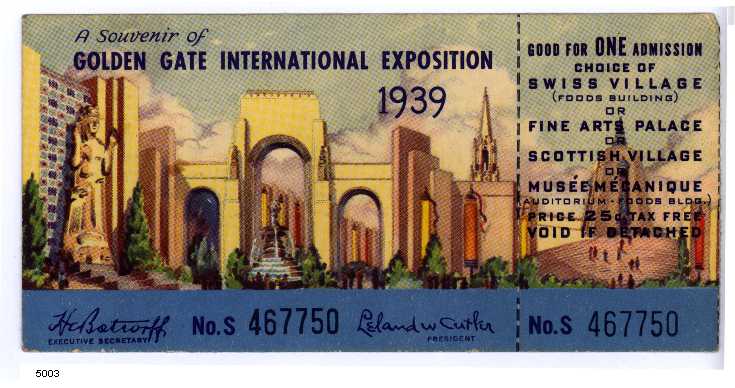 A Souvenir of
GOLDEN GATE INTERNATIONAL EXPOSITION
1939
EXECUTIVE SECRETARY
No. S 467750
Leland W Cutler
PRESIDENT
GOOD FOR ONE ADMISSION
CHOICE OF
SWISS VILLAGE
(FOODS BUILDING)
OR
FINE ARTS PALACE
OR
SCOTTISH VILLAGE
OR
MUSÉE MÉCANIQUE
(AUDITORIUM - FOODS BLDG.)
PRICE 25¢ TAX FREE
VOID IF DETACHED
No. S 467750
5003